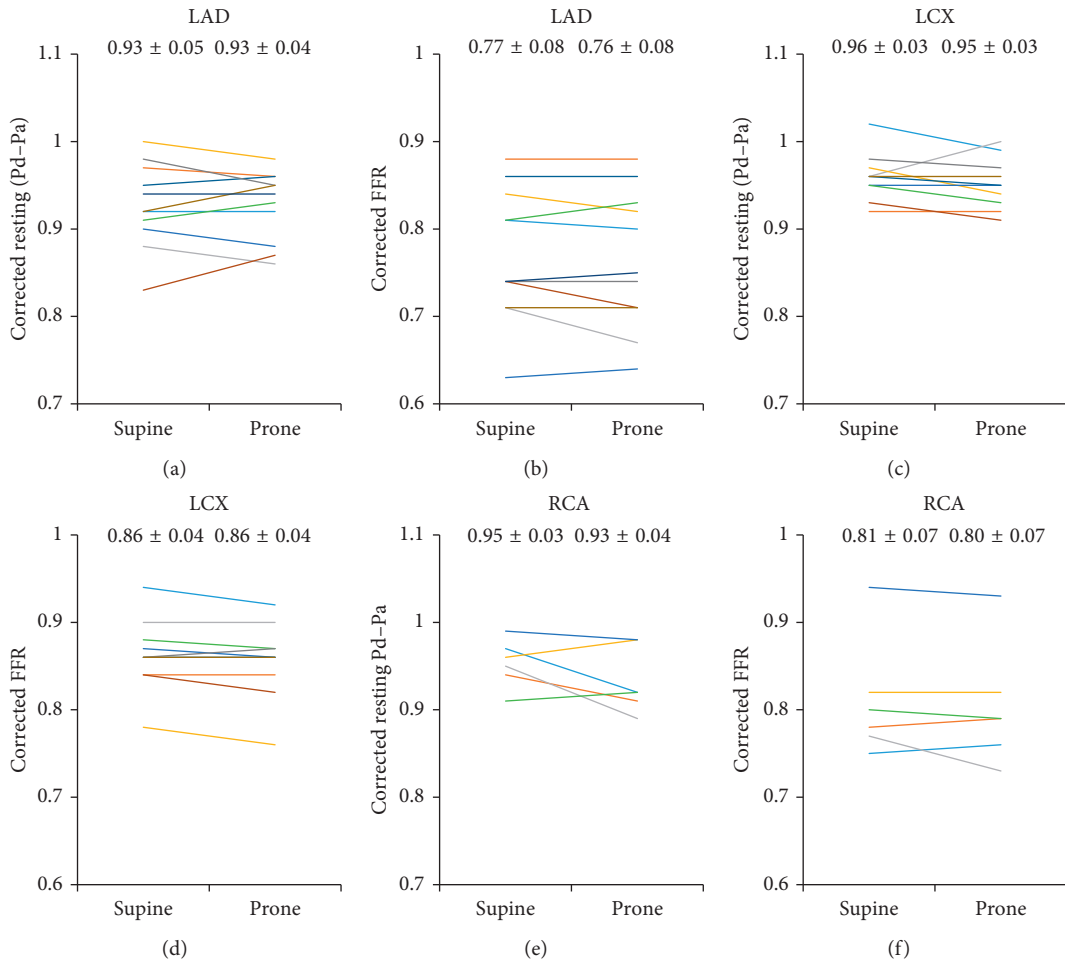 LAD
0.93 ± 0.05 0.93 ± 0.04
Corrected resting (Pd–Pa)
1.1
1
0.9
0.8
0.7
Supine Prone
(a)
LAD
0.77 ± 0.08 0.76 ± 0.08
Corrected FFR
1
0.9
0.8
0.7
0.6
Supine Prone
(b)
LCX
0.96 ± 0.03 0.95 ± 0.03
Corrected resting (Pd–Pa)
1.1
1
0.9
0.8
0.7
Supine Prone
(c)
LCX
0.86 ± 0.04 0.86 ± 0.04
Corrected FFR
1
0.9
0.8
0.7
0.6
Supine Prone
(d)
RCA
0.95 ± 0.03 0.93 ± 0.04
Corrected resting Pd–Pa
1.1
1
0.9
0.8
0.7
Supine Prone
(e)
RCA
0.81 ± 0.07 0.80 ± 0.07
Corrected FFR
1
0.9
0.8
0.7
0.6
Supine Prone
(f)